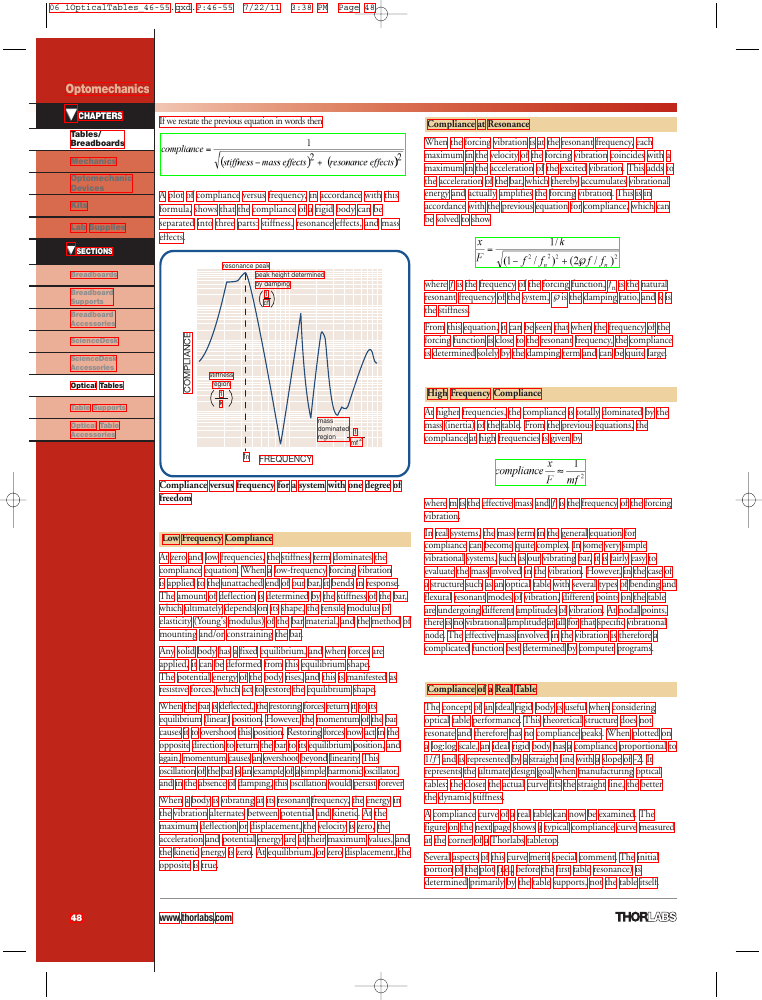 06 1OpticalTables 46-55.qxd.P:46-55 7/22/11 3:38 PM Page 48
Optomechanics
▼ CHAPTERS
Tables/
Breadboards
Mechanics
Optomechanic
Devices
Kits
Lab Supplies
▼ SECTIONS
Breadboards
Breadboard
Supports
Breadboard
Accessories
ScienceDesk
ScienceDesk
Accessories
Optical Tables
Table Supports
Optical Table
Accessories
If we restate the previous equation in words then
compliance = 1 / √((stiffness – mass effects)² + (resonance effects)²)
A plot of compliance versus frequency, in accordance with this
formula, shows that the compliance of a rigid body can be
separated into three parts: stiffness, resonance effects, and mass
effects.
resonance peak
peak height determined
by damping
stiffness
region
mass
dominated
region
1
mf²
COMPLIANCE
fn
FREQUENCY
Compliance versus frequency for a system with one degree of
freedom
Low Frequency Compliance
At zero and low frequencies, the stiffness term dominates the
compliance equation. When a low-frequency forcing vibration
is applied to the unattached end of our bar, it bends in response.
The amount of deflection is determined by the stiffness of the bar,
which ultimately depends on its shape, the tensile modulus of
elasticity (Young s modulus) of the bar material, and the method of
mounting and/or constraining the bar.
Any solid body has a fixed equilibrium, and when forces are
applied, it can be deformed from this equilibrium shape.
The potential energy of the body rises, and this is manifested as
resistive forces, which act to restore the equilibrium shape.
When the bar is deflected, the restoring forces return it to its
equilibrium (linear) position. However, the momentum of the bar
causes it to overshoot this position. Restoring forces now act in the
opposite direction to return the bar to its equilibrium position, and
again, momentum causes an overshoot beyond linearity. This
oscillation of the bar is an example of a simple harmonic oscillator,
and in the absence of damping, this oscillation would persist forever
When a body is vibrating at its resonant frequency, the energy in
the vibration alternates between potential and kinetic. At the
maximum deflection or displacement, the velocity is zero, the
acceleration and potential energy are at their maximum values, and
the kinetic energy is zero. At equilibrium, or zero displacement, the
opposite is true.
Compliance at Resonance
When the forcing vibration is at the resonant frequency, each
maximum in the velocity of the forcing vibration coincides with a
maximum in the acceleration of the excited vibration. This adds to
the acceleration of the bar, which thereby accumulates vibrational
energy and actually amplifies the forcing vibration. This is in
accordance with the previous equation for compliance, which can
be solved to show
x/F = 1/k / √((1 – f²/fn²)² + (2℘f/fn)²)
where f is the frequency of the forcing function, fn is the natural
resonant frequency of the system, ℘ is the damping ratio, and k is
the stiffness.
From this equation, it can be seen that when the frequency of the
forcing function is close to the resonant frequency, the compliance
is determined solely by the damping term and can be quite large.
High Frequency Compliance
At higher frequencies, the compliance is totally dominated by the
mass (inertia) of the table. From the previous equations, the
compliance at high frequencies is given by
compliance x/F ≈ 1/mf²
where m is the effective mass and f is the frequency of the forcing
vibration.
In real systems, the mass term in the general equation for
compliance can become quite complex. In some very simple
vibrational systems, such as our vibrating bar, it is fairly easy to
evaluate the mass involved in the vibration. However, in the case of
a structure such as an optical table with several types of bending and
flexural resonant modes of vibration, different points on the table
are undergoing different amplitudes of vibration. At nodal points,
there is no vibrational amplitude at all for that specific vibrational
node. The effective mass involved in the vibration is therefore a
complicated function best determined by computer programs.
Compliance of a Real Table
The concept of an ideal rigid body is useful when considering
optical table performance. This theoretical structure does not
resonate and therefore has no compliance peaks. When plotted on
a log:log scale, an ideal rigid body has a compliance proportional to
1/f² and is represented by a straight line with a slope of -2. It
represents the ultimate design goal when manufacturing optical
tables; the closer the actual curve fits the straight line, the better
the dynamic stiffness.
A compliance curve of a real table can now be examined. The
figure on the next page shows a typical compliance curve measured
at the corner of a Thorlabs tabletop.
Several aspects of this curve merit special comment. The initial
portion of the plot (i.e., before the first table resonance) is
determined primarily by the table supports, not the table itself.
48
www.thorlabs.com
THORLABS